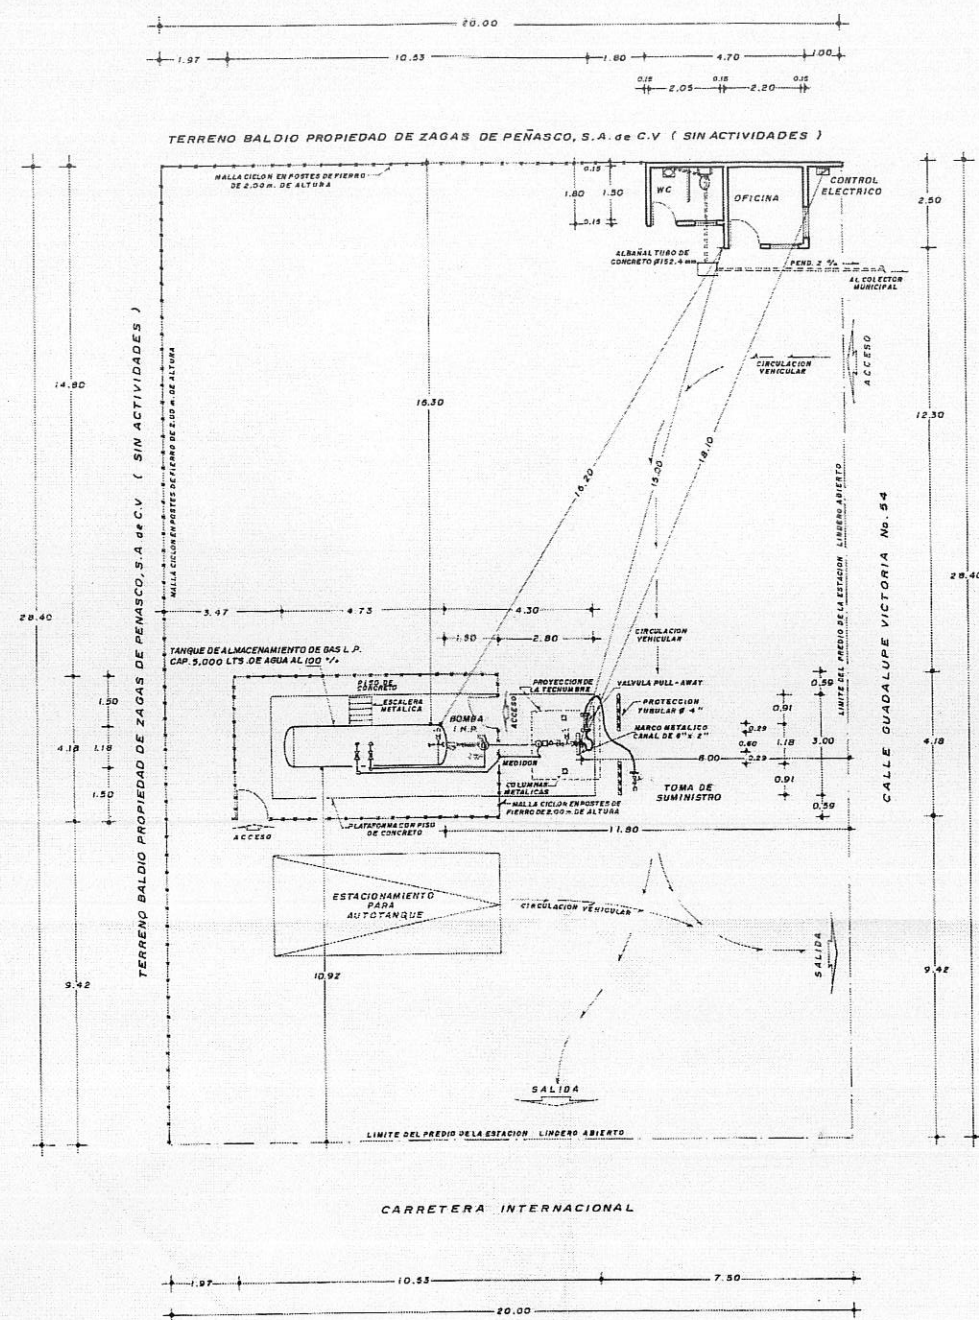 20.00
1.97
10.53
1.80
4.70
1.00
0.15
2.05
0.15
2.20
0.15
TERRENO BALDIO PROPIEDAD DE ZAGAS DE PEÑASCO, S.A. de C.V ( SIN ACTIVIDADES )
MALLA CICLON EN POSTES DE FIERRO
DE 2.00 m. DE ALTURA
0.15
1.80
1.50
0.15
WC
OFICINA
CONTROL
ELECTRICO
2.50
ALBAÑAL TUBO DE
CONCRETO Ø152.4 mm
PEND. 2 %
AL COLECTOR
MUNICIPAL
CIRCULACION
VEHICULAR
ACCESO
14.80
16.30
12.30
TERRENO BALDIO PROPIEDAD DE ZAGAS DE PENASCO, S.A de C.V ( SIN ACTIVIDADES )
MALLA CICLON EN POSTES DE FIERRO DE 2.00 m. DE ALTURA
16.20
15.00
18.10
LIMITE DEL PREDIO DE LA ESTACION LINDERO ABIERTO
CALLE GUADALUPE VICTORIA No. 54
28.40
28.40
3.47
4.73
4.30
1.50
2.80
CIRCULACION
VEHICULAR
TANQUE DE ALMACENAMIENTO DE GAS L.P.
CAP. 5,000 LTS. DE AGUA AL 100 %
PISO DE
CONCRETO
ESCALERA
METALICA
BOMBA
1 H.P.
ACCESO
PROYECCION DE
LA TECHUMBRE
VALVULA PULL-AWAY
PROTECCION
TUBULAR Ø 4"
MARCO METALICO
CANAL DE 6" x 2"
MEDIDOR
COLUMNAS
METALICAS
TOMA DE
SUMINISTRO
MALLA CICLON EN POSTES DE
FIERRO DE 2.00 m DE ALTURA
PLATAFORMA CON PISO
DE CONCRETO
ACCESO
1.50
4.18
1.18
1.50
0.59
0.91
0.29
0.60
1.18
3.00
4.18
0.29
6.00
0.91
0.59
11.80
ESTACIONAMIENTO
PARA
AUTOTANQUE
CIRCULACION VEHICULAR
SALIDA
10.92
9.42
9.42
SALIDA
LIMITE DEL PREDIO DE LA ESTACION LINDERO ABIERTO
CARRETERA INTERNACIONAL
1.97
10.53
7.50
20.00